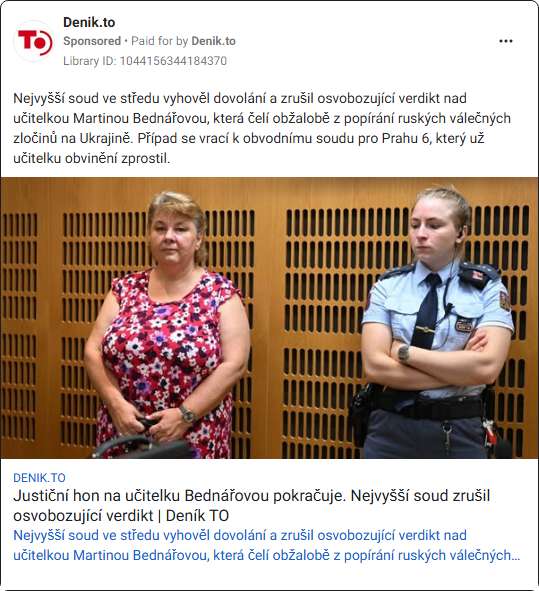 Denik.to
Sponsored • Paid for by Denik.to
Library ID: 1044156344184370
TO
Nejvyšší soud ve středu vyhověl dovolání a zrušil osvobozující verdikt nad
učitelkou Martinou Bednářovou, která čelí obžalobě z popírání ruských válečných
zločinů na Ukrajině. Případ se vrací k obvodnímu soudu pro Prahu 6, který už
učitelku obvinění zprostil.
DENIK.TO
Justiční hon na učitelku Bednářovou pokračuje. Nejvyšší soud zrušil
osvobozující verdikt | Deník TO
Nejvyšší soud ve středu vyhověl dovolání a zrušil osvobozující verdikt nad
učitelkou Martinou Bednářovou, která čelí obžalobě z popírání ruských válečných...